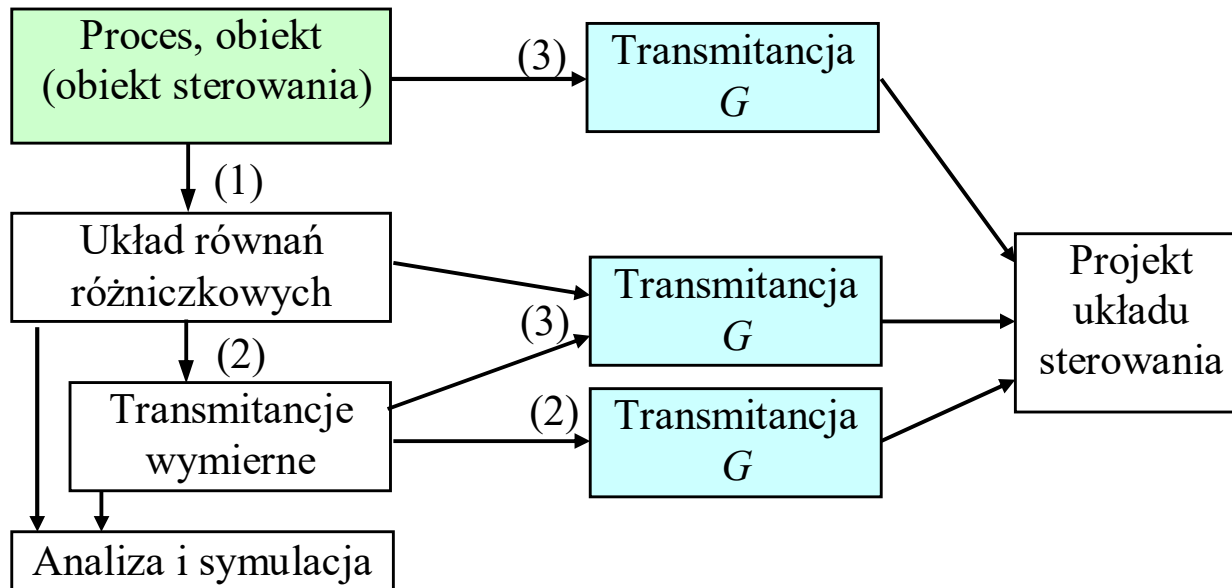 Proces, obiekt
(obiekt sterowania)
(3)
Transmitancja
G
(1)
Układ równań
różniczkowych
(3)
Transmitancja
G
Projekt
układu
sterowania
(2)
Transmitancje
wymierne
(2)
Transmitancja
G
Analiza i symulacja